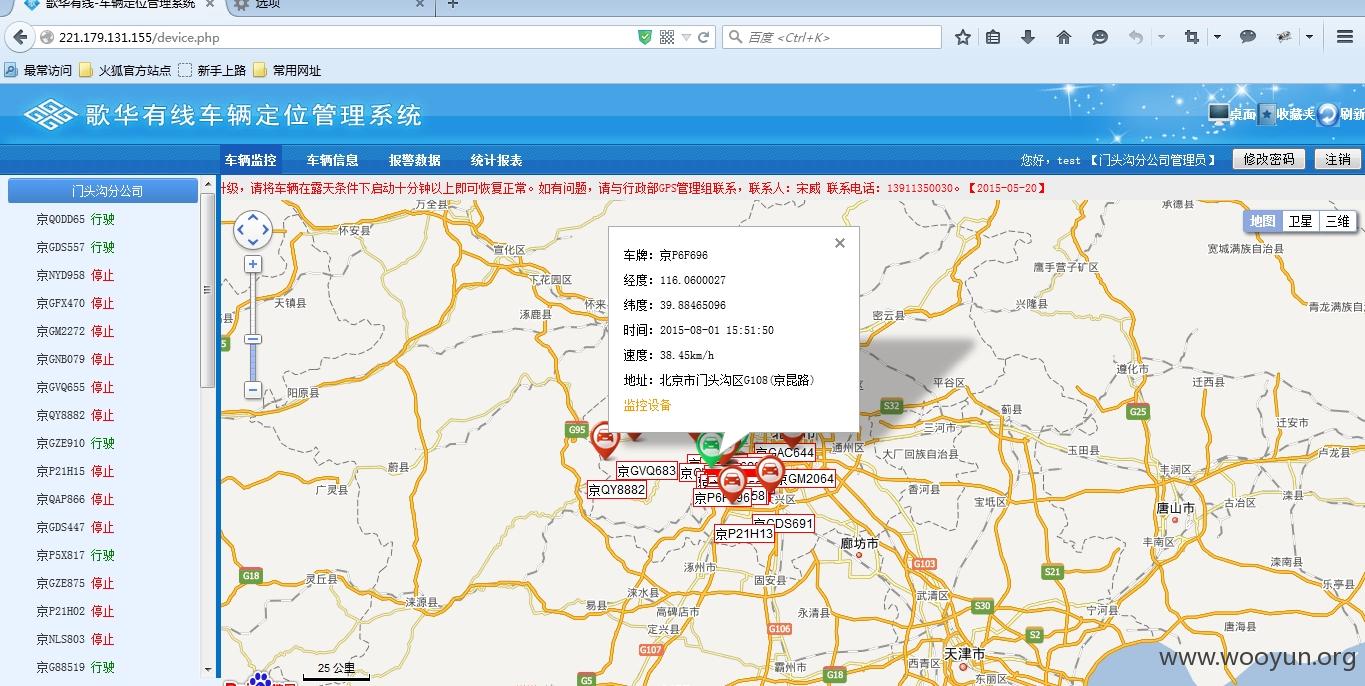 歌华有线-车辆定位管理系统 × 选项 × +
221.179.131.155/device.php 百度 <Ctrl+K>
最常访问 火狐官方站点 新手上路 常用网址
歌华有线车辆定位管理系统 桌面 收藏夹 刷新
车辆监控 车辆信息 报警数据 统计报表 您好，test 【门头沟分公司管理员】 修改密码 注销
升级，请将车辆在露天条件下启动十分钟以上即可恢复正常。如有问题，请与行政部GPS管理组联系，联系人：宋威 联系电话：13911350030。【2015-05-20】
门头沟分公司
京Q0DD65 行驶
京GDS557 行驶
京NYD958 停止
京GFX470 停止
京GM2272 停止
京GNB079 停止
京GVQ655 停止
京QY8882 停止
京GZE910 行驶
京P21H15 停止
京QAP866 停止
京GDS447 停止
京P5X817 行驶
京GZE875 停止
京P21H02 停止
京NLS803 停止
京G88519 行驶
地图 卫星 三维
车牌：京P6F696
经度：116.0600027
纬度：39.88465096
时间：2015-08-01 15:51:50
速度：38.45km/h
地址：北京市门头沟区G108(京昆路)
监控设备
万全县
怀安县
宣化区
下花园区
天镇县
怀来
涿鹿县
阳原县
蔚县
广灵县
灵丘县
涞源县
承德县
宽城满族自治县
鹰手营子矿区
兴隆县
青龙满族自治
密云县
平谷区
遵化市
迁西县
蓟县
三河市
通州区
大厂回族自治县
香河县
宝坻区
玉田县
迁安市
卢龙县
丰润区
古冶区
唐山市
丰南区
滦县
滦南县
乐亭县
唐海县
宁河县
武清区
廊坊市
固安县
永清县
涿州市
涞水县
易县
高碑店市
定兴县
霸州市
天津市
西青区
东丽区
G95
S32
G25
G18
G103
S21
S30
S2
G106
G107
G18
G5
京GAC644
京GVQ683
京QY8882
京GM2064
京GDS691
京P21H13
25 公里
www.wooyun.org